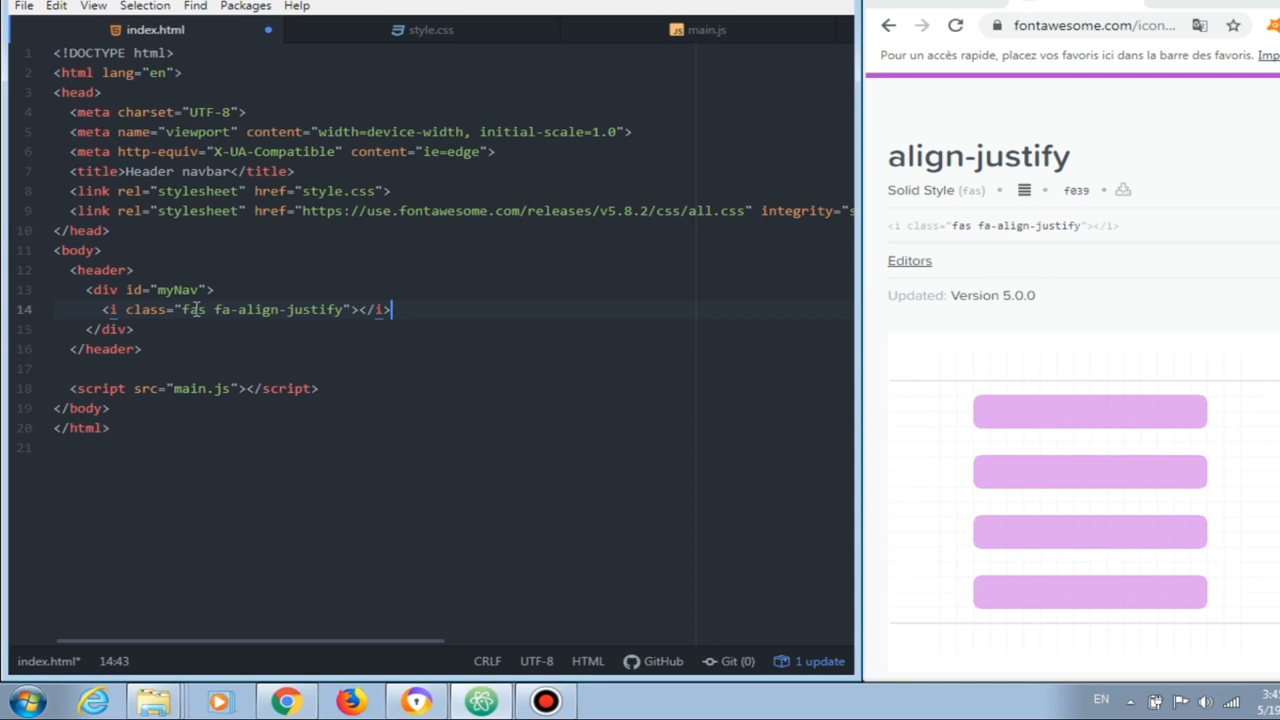 File Edit View Selection Find Packages Help
index.html style.css main.js
1 <!DOCTYPE html>
2 <html lang="en">
3 <head>
4 <meta charset="UTF-8">
5 <meta name="viewport" content="width=device-width, initial-scale=1.0">
6 <meta http-equiv="X-UA-Compatible" content="ie=edge">
7 <title>Header navbar</title>
8 <link rel="stylesheet" href="style.css">
9 <link rel="stylesheet" href="https://use.fontawesome.com/releases/v5.8.2/css/all.css" integrity="s
10 </head>
11 <body>
12 <header>
13 <div id="myNav">
14 <i class="fas fa-align-justify"></i>
15 </div>
16 </header>
17
18 <script src="main.js"></script>
19 </body>
20 </html>
21
index.html* 14:43 CRLF UTF-8 HTML GitHub Git (0) 1 update
fontawesome.com/icon...
Pour un accès rapide, placez vos favoris ici dans la barre des favoris. Imp
align-justify
Solid Style (fas) • • f039 •
<i class="fas fa-align-justify"></i>
Editors
Updated: Version 5.0.0
EN
3:4
5/19